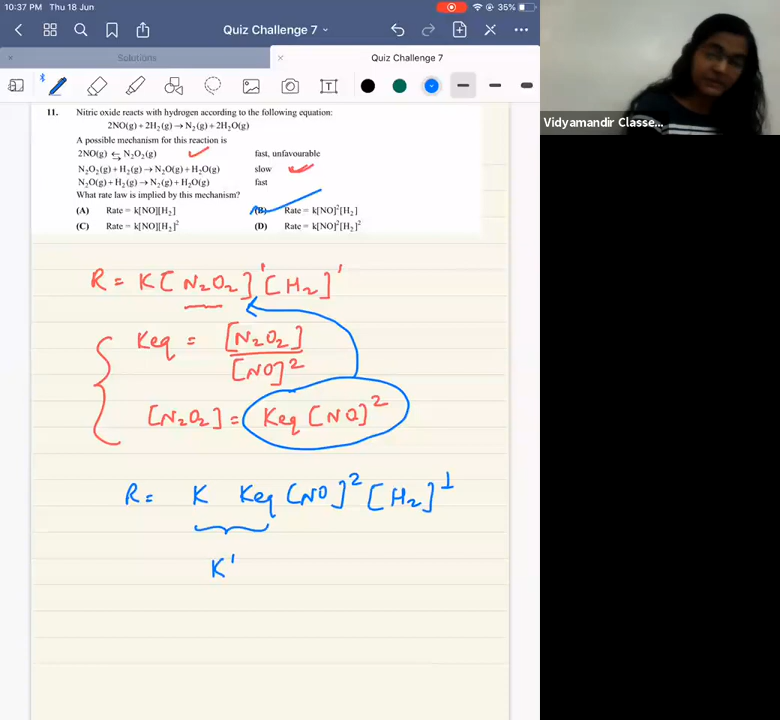 10:37 PM Thu 18 Jun
35%
Quiz Challenge 7
Solutions
Quiz Challenge 7
11. Nitric oxide reacts with hydrogen according to the following equation:
2NO(g) + 2H₂(g) → N₂(g) + 2H₂O(g)
A possible mechanism for this reaction is
2NO(g) ⇆ N₂O₂(g) fast, unfavourable
N₂O₂(g) + H₂(g) → N₂O(g) + H₂O(g) slow
N₂O(g) + H₂(g) → N₂(g) + H₂O(g) fast
What rate law is implied by this mechanism?
(A) Rate = k[NO][H₂] (B) Rate = k[NO]²[H₂]
(C) Rate = k[NO][H₂]² (D) Rate = k[NO]²[H₂]²
R = K[N₂O₂]'[H₂]'
Keq = [N₂O₂]
[NO]²
[N₂O₂] = Keq [NO]²
R = K Keq [NO]² [H₂]¹
K'
T
Vidyamandir Classe...